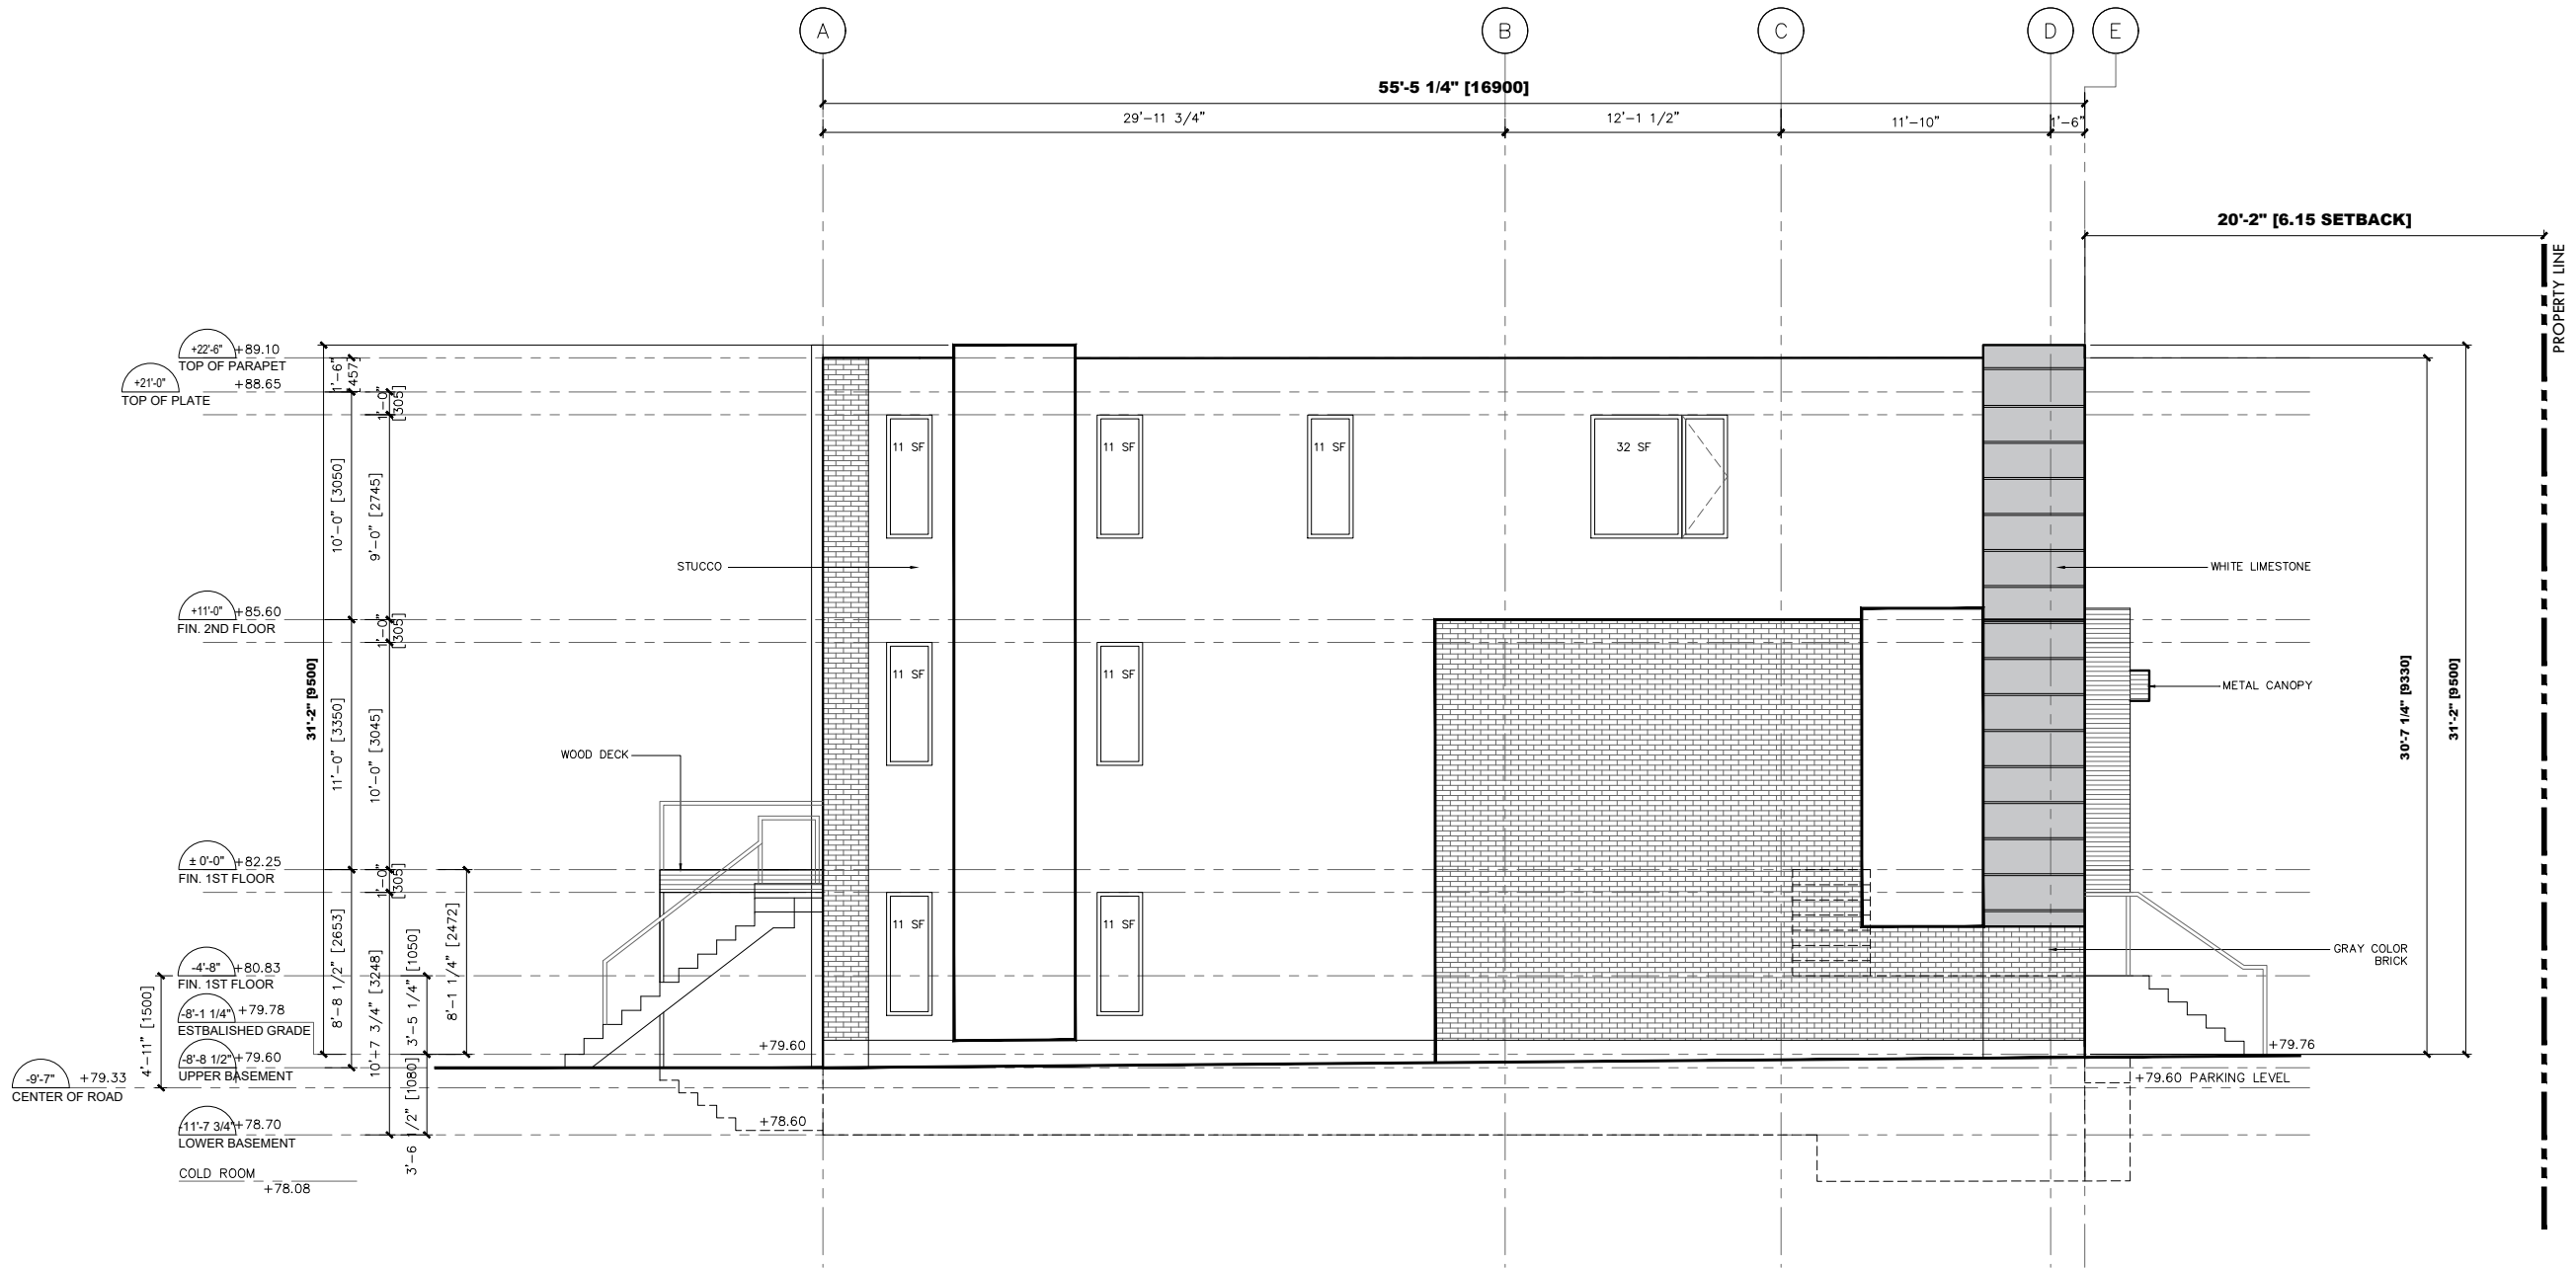 A
B
C
D
E
55'-5 1/4" [16900]
29'-11 3/4"
12'-1 1/2"
11'-10"
1'-6"
20'-2" [6.15 SETBACK]
PROPERTY LINE
+22'-6" +89.10
TOP OF PARAPET
+21'-0" +88.65
TOP OF PLATE
1'-6"
[457]
1'-0"
[305]
11 SF
11 SF
11 SF
32 SF
10'-0" [3050]
9'-0" [2745]
STUCCO
WHITE LIMESTONE
+11'-0" +85.60
FIN. 2ND FLOOR
1'-0"
[305]
11 SF
11 SF
31'-2" [9500]
11'-0" [3350]
10'-0" [3045]
METAL CANOPY
30'-7 1/4" [9330]
31'-2" [9500]
WOOD DECK
± 0'-0" +82.25
FIN. 1ST FLOOR
1'-0"
[305]
11 SF
11 SF
8'-8 1/2" [2653]
10'+7 3/4" [3248]
3'-5 1/4" [1050]
8'-1 1/4" [2472]
GRAY COLOR
BRICK
-4'-8" +80.83
FIN. 1ST FLOOR
4'-11" [1500]
-8'-1 1/4" +79.78
ESTBALISHED GRADE
+79.60
+79.76
-8'-8 1/2" +79.60
UPPER BASEMENT
-9'-7" +79.33
CENTER OF ROAD
+79.60 PARKING LEVEL
3'-6 1/2" [1080]
-11'-7 3/4" +78.70
LOWER BASEMENT
+78.60
COLD ROOM
+78.08